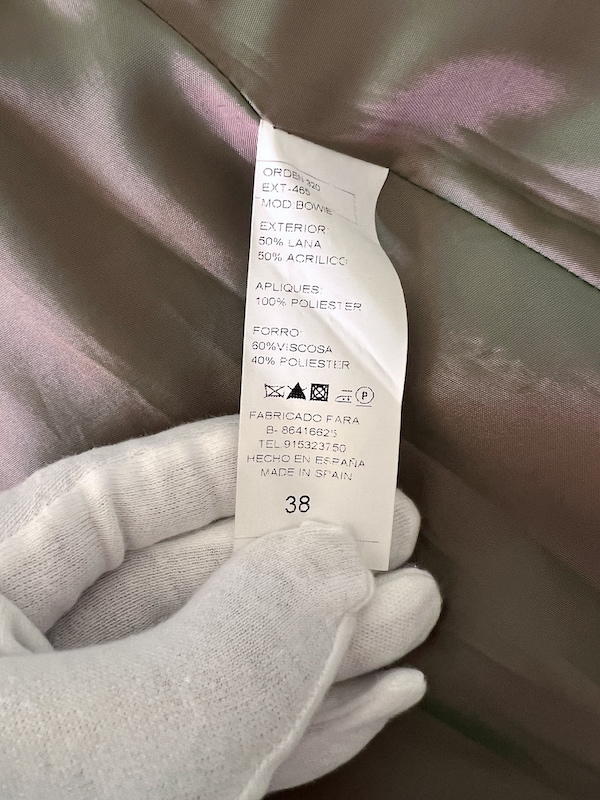 ORDEN-320
EXT-465
MOD.BOWIE
EXTERIOR:
50% LANA
50% ACRILICO
APLIQUES:
100% POLIESTER
FORRO:
60%VISCOSA
40% POLIESTER
P
FABRICADO PARA
B- 86416625
TEL.915323750
HECHO EN ESPAÑA
MADE IN SPAIN
38